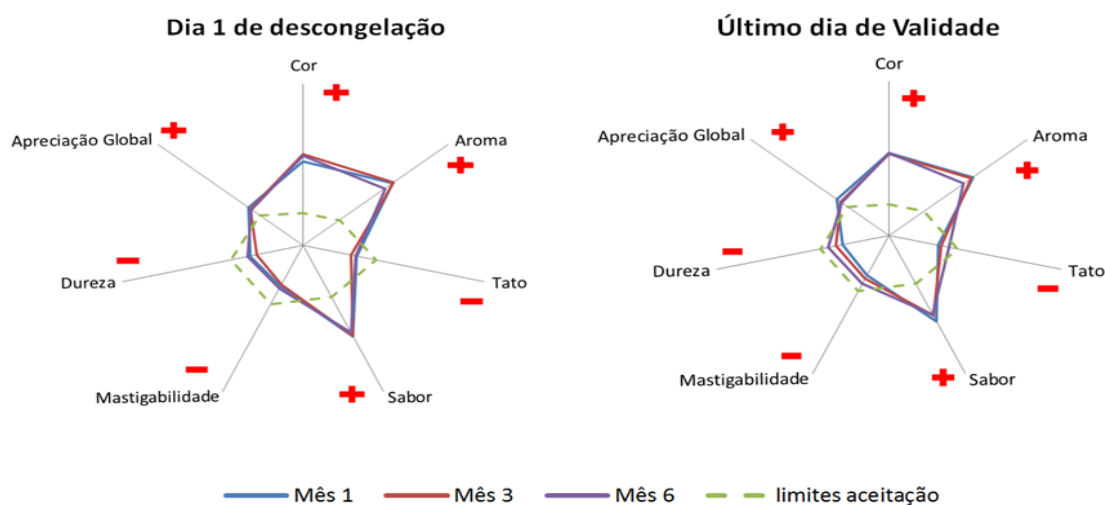 Dia 1 de descongelação
Cor
Aroma
Tato
Sabor
Mastigabilidade
Dureza
Apreciação Global
Último dia de Validade
Cor
Aroma
Tato
Sabor
Mastigabilidade
Dureza
Apreciação Global
Mês 1 Mês 3 Mês 6 limites aceitação